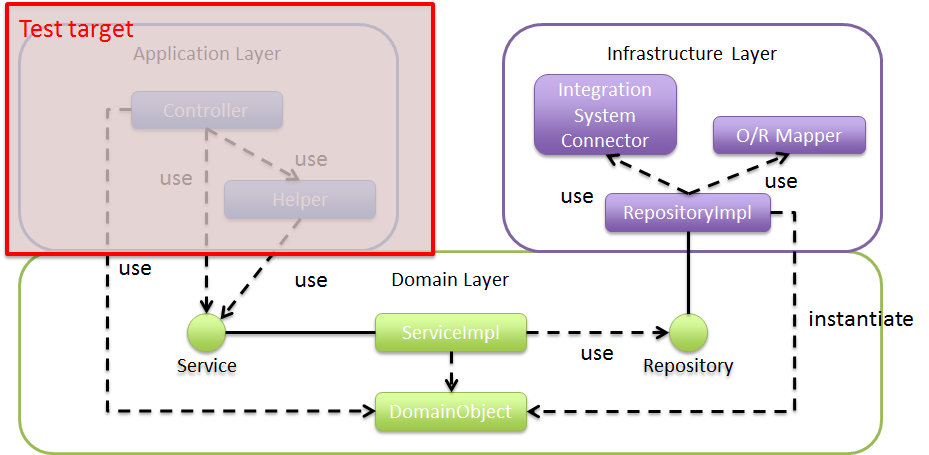 Test target
Application Layer
Controller
use
use
Helper
use
use
Infrastructure Layer
Integration
System
Connector
O/R Mapper
use
use
RepositoryImpl
instantiate
Domain Layer
Service
ServiceImpl
use
Repository
DomainObject